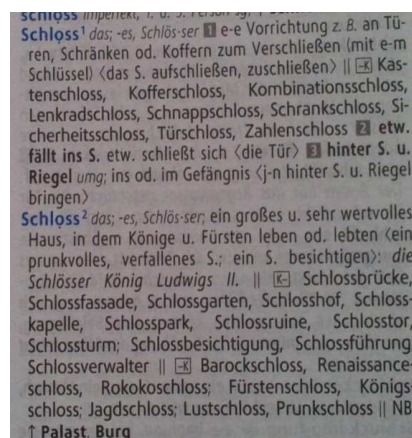 schloss Imperfekt, 1. u. 3. Person Sg.
Schloss¹ das; -es, Schlös·ser 1 e-e Vorrichtung z. B. an Tü-
ren, Schränken od. Koffern zum Verschließen (mit e-m
Schlüssel) ⟨das S. aufschließen, zuschließen⟩ || -K Kas-
tenschloss, Kofferschloss, Kombinationsschloss,
Lenkradschloss, Schnappschloss, Schrankschloss, Si-
cherheitsschloss, Türschloss, Zahlenschloss 2 etw.
fällt ins S. etw. schließt sich ⟨die Tür⟩ 3 hinter S. u.
Riegel umg; ins od. im Gefängnis ⟨j-n hinter S. u. Riegel
bringen⟩
Schloss² das; -es, Schlös·ser; ein großes u. sehr wertvolles
Haus, in dem Könige u. Fürsten leben od. lebten ⟨ein
prunkvolles, verfallenes S.; ein S. besichtigen⟩: die
Schlösser König Ludwigs II. || K- Schlossbrücke,
Schlossfassade, Schlossgarten, Schlosshof, Schloss-
kapelle, Schlosspark, Schlossruine, Schlosstor,
Schlossturm; Schlossbesichtigung, Schlossführung,
Schlossverwalter || -K Barockschloss, Renaissance-
schloss, Rokokoschloss; Fürstenschloss, Königs-
schloss; Jagdschloss; Lustschloss, Prunkschloss || NB
↑ Palast, Burg